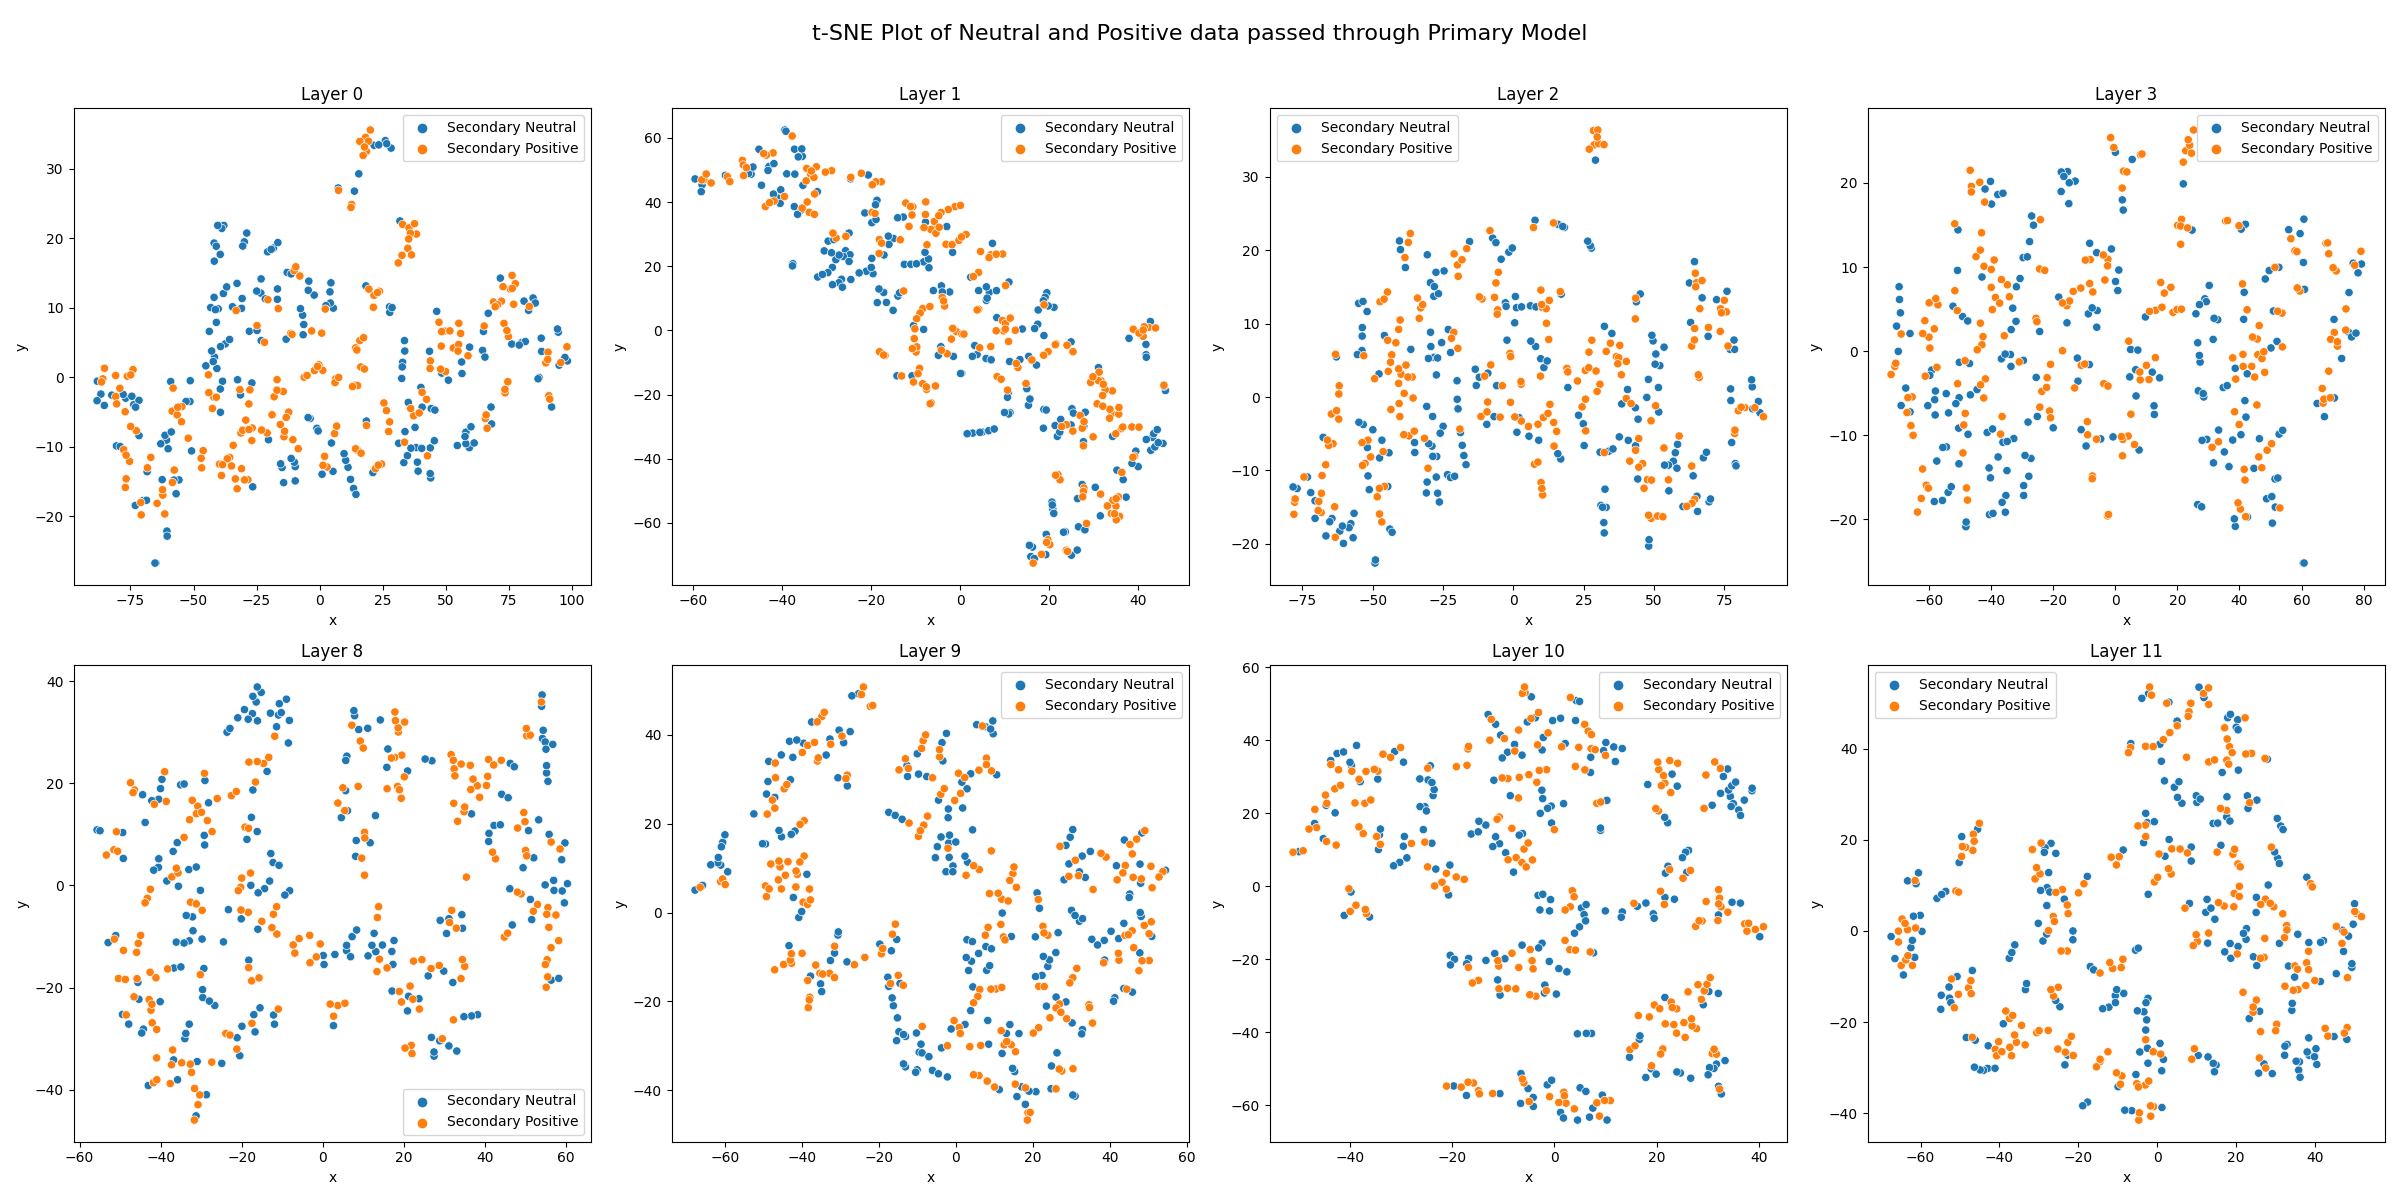 t-SNE Plot of Neutral and Positive data passed through Primary Model
Layer 0
Secondary Neutral
Secondary Positive
30
20
10
0
−10
−20
y
−75 −50 −25 0 25 50 75 100
x
Layer 1
Secondary Neutral
Secondary Positive
60
40
20
0
−20
−40
−60
y
−60 −40 −20 0 20 40
x
Layer 2
Secondary Neutral
Secondary Positive
30
20
10
0
−10
−20
y
−75 −50 −25 0 25 50 75
x
Layer 3
Secondary Neutral
Secondary Positive
20
10
0
−10
−20
y
−60 −40 −20 0 20 40 60 80
x
Layer 8
40
20
0
−20
−40
y
Secondary Neutral
Secondary Positive
−60 −40 −20 0 20 40 60
x
Layer 9
Secondary Neutral
Secondary Positive
40
20
0
−20
−40
y
−60 −40 −20 0 20 40 60
x
Layer 10
Secondary Neutral
Secondary Positive
60
40
20
0
−20
−40
−60
y
−40 −20 0 20 40
x
Layer 11
Secondary Neutral
Secondary Positive
40
20
0
−20
−40
y
−60 −40 −20 0 20 40
x